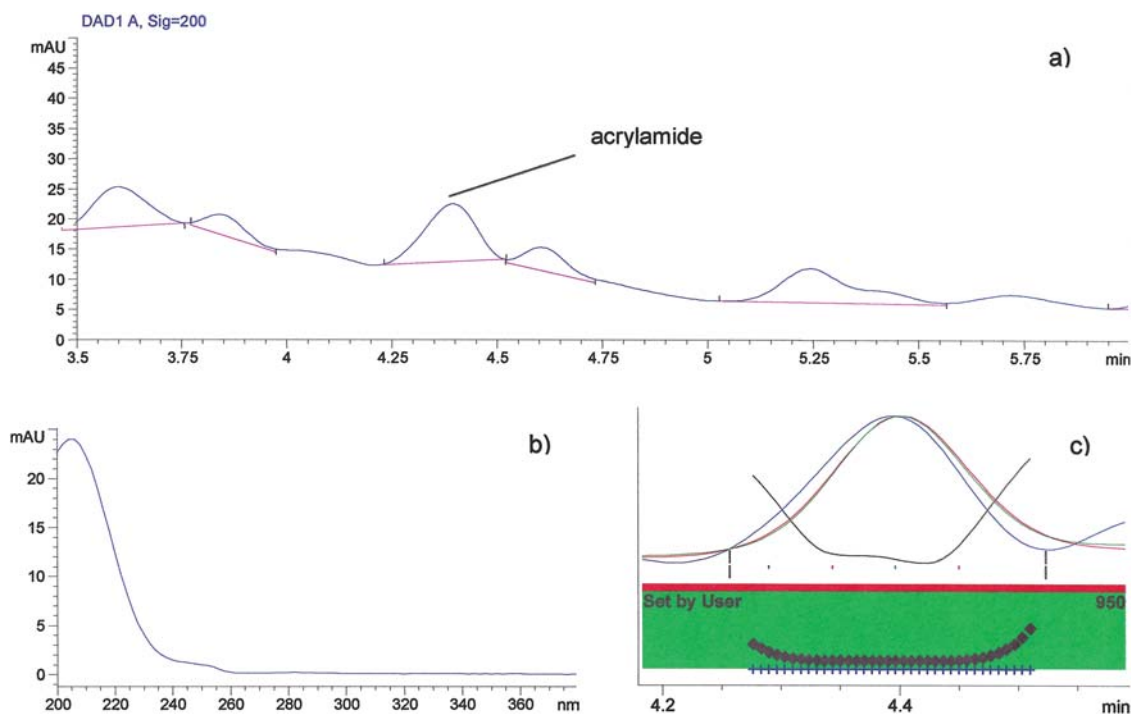 DAD1 A, Sig=200
mAU
a)
45
40
35
30
25
20
15
10
5
0
acrylamide
3.5 3.75 4 4.25 4.5 4.75 5 5.25 5.5 5.75 min
mAU
b)
20
15
10
5
0
200 220 240 260 280 300 320 340 360 nm
c)
Set by User 950
4.2 4.4 min